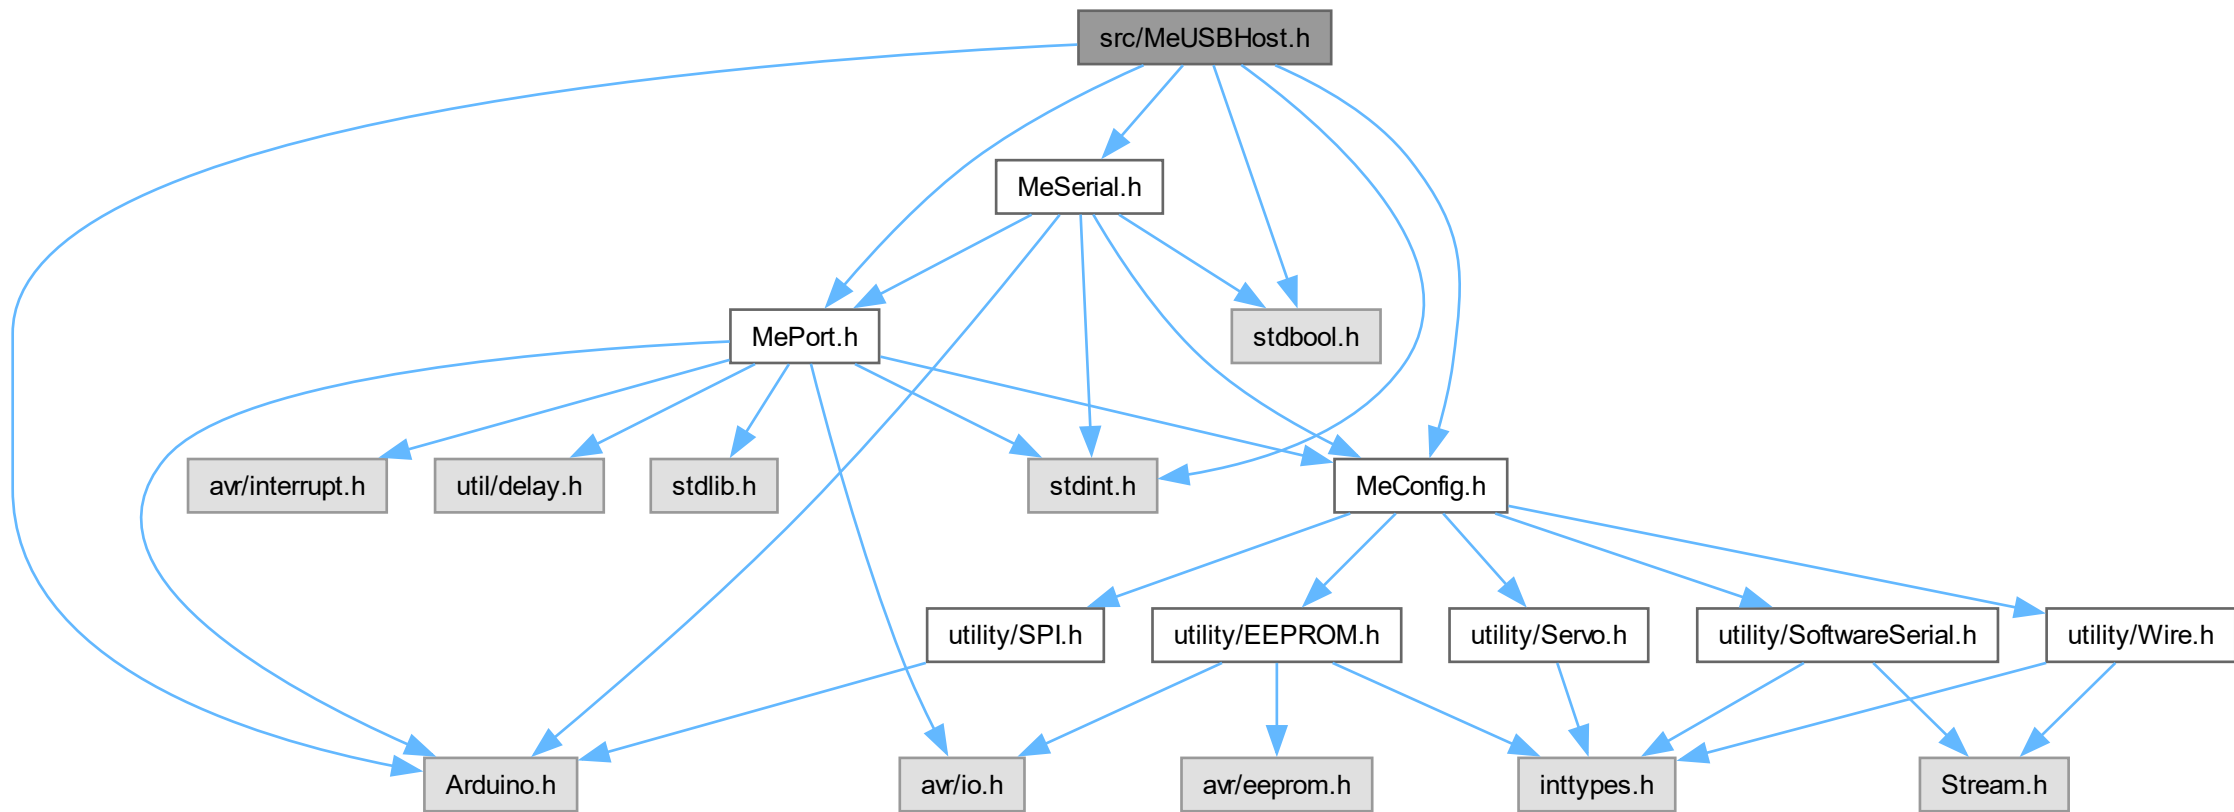 src/MeUSBHost.h
MeSerial.h
MePort.h
stdbool.h
avr/interrupt.h
util/delay.h
stdlib.h
stdint.h
MeConfig.h
utility/SPI.h
utility/EEPROM.h
utility/Servo.h
utility/SoftwareSerial.h
utility/Wire.h
Arduino.h
avr/io.h
avr/eeprom.h
inttypes.h
Stream.h